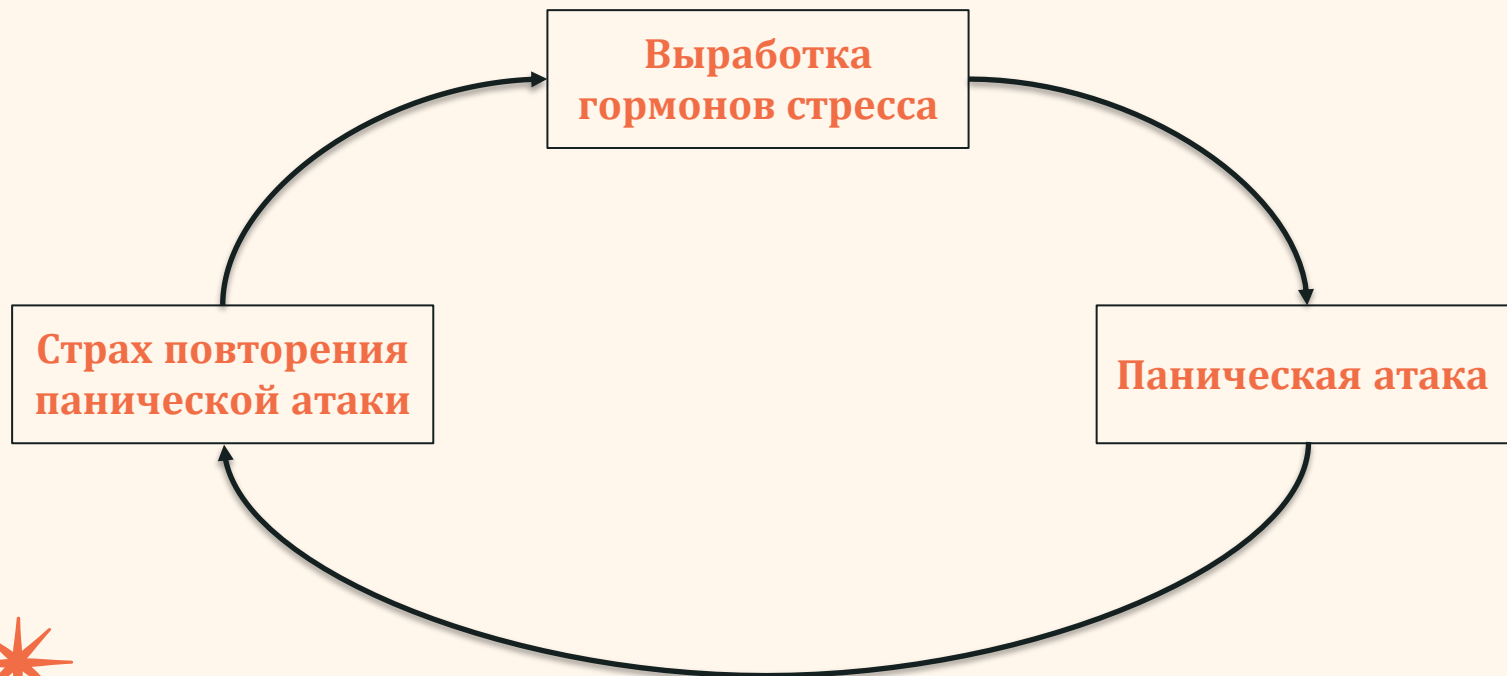 Выработка
гормонов стресса
Страх повторения
панической атаки
Паническая атака